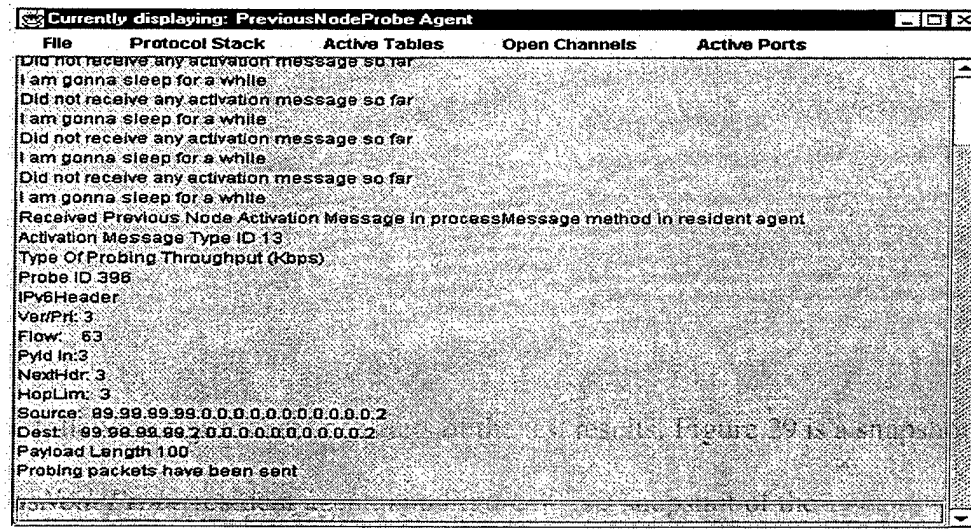 Currently displaying: PreviousNodeProbe Agent
File Protocol Stack Active Tables Open Channels Active Ports
Did not receive any activation message so far
I am gonna sleep for a while
Did not receive any activation message so far
I am gonna sleep for a while
Did not receive any activation message so far
I am gonna sleep for a while
Did not receive any activation message so far
I am gonna sleep for a while
Received Previous Node Activation Message in processMessage method in resident agent
Activation Message Type ID 13
Type Of Probing Throughput (Kbps)
Probe ID 396
IPv6Header
Ver/Pri: 3
Flow: 63
Pyld ln:3
NextHdr: 3
HopLim: 3
Source: 99.99.99.99.0.0.0.0.0.0.0.0.0.0.0.2
Dest: 99.99.99.99.2.0.0.0.0.0.0.0.0.0.0.2
Payload Length 100
Probing packets have been sent
Figure 39 is a snapshot